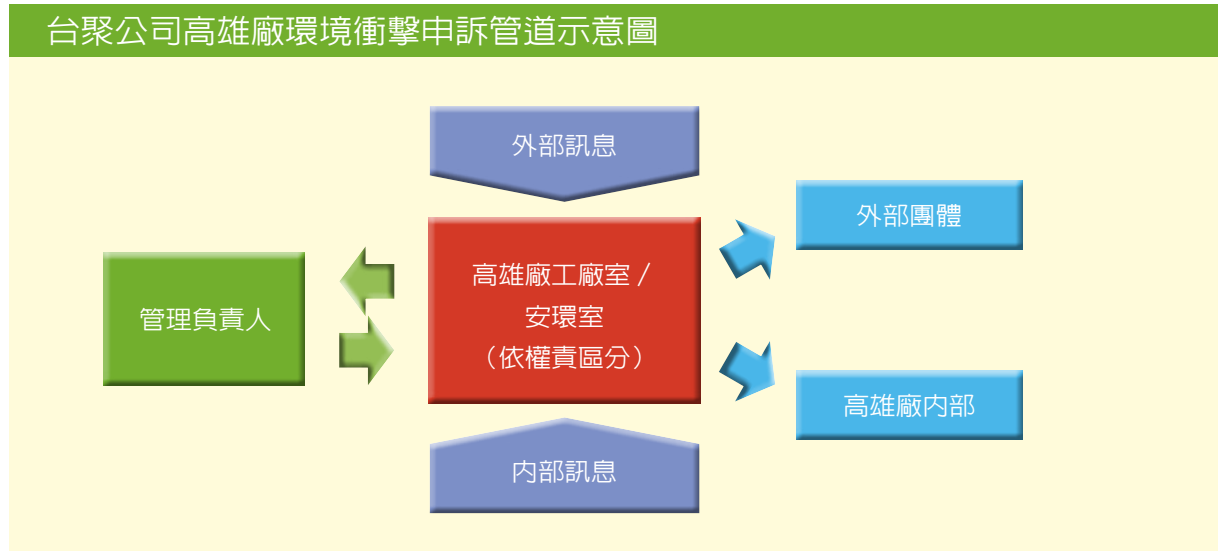 台聚公司高雄廠環境衝擊申訴管道示意圖
外部訊息
外部團體
管理負責人
高雄廠工廠室 /
安環室
（依權責區分）
高雄廠內部
內部訊息